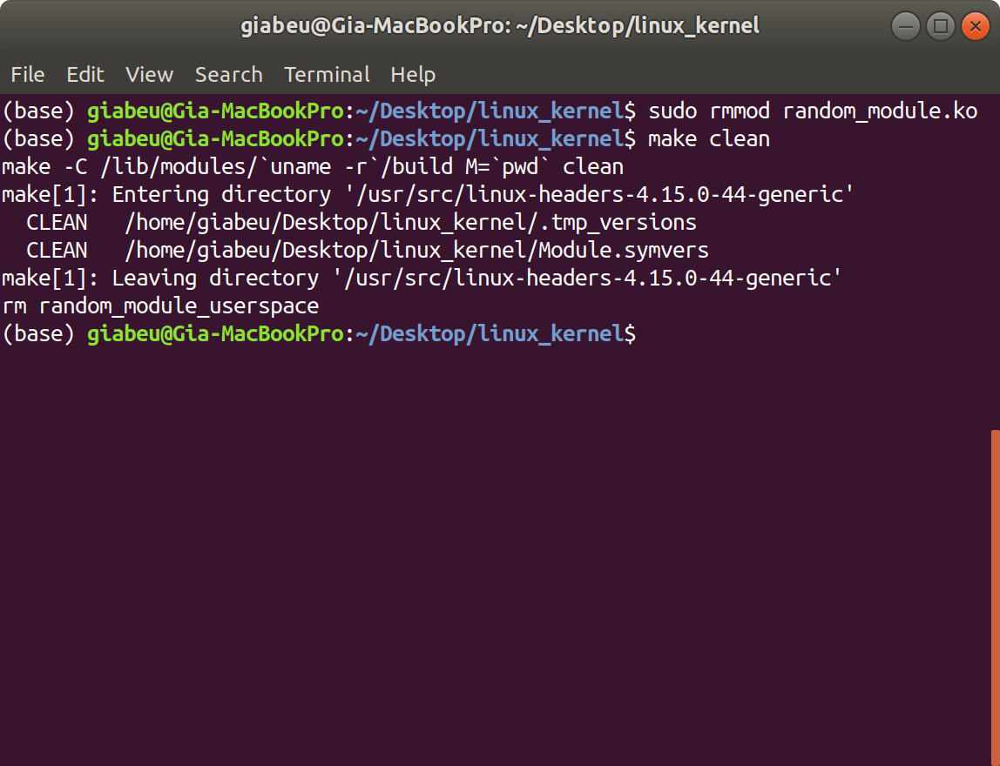 giabeu@Gia-MacBookPro: ~/Desktop/linux_kernel
File Edit View Search Terminal Help
(base) giabeu@Gia-MacBookPro:~/Desktop/linux_kernel$ sudo rmmod random_module.ko
(base) giabeu@Gia-MacBookPro:~/Desktop/linux_kernel$ make clean
make -C /lib/modules/`uname -r`/build M=`pwd` clean
make[1]: Entering directory '/usr/src/linux-headers-4.15.0-44-generic'
  CLEAN   /home/giabeu/Desktop/linux_kernel/.tmp_versions
  CLEAN   /home/giabeu/Desktop/linux_kernel/Module.symvers
make[1]: Leaving directory '/usr/src/linux-headers-4.15.0-44-generic'
rm random_module_userspace
(base) giabeu@Gia-MacBookPro:~/Desktop/linux_kernel$